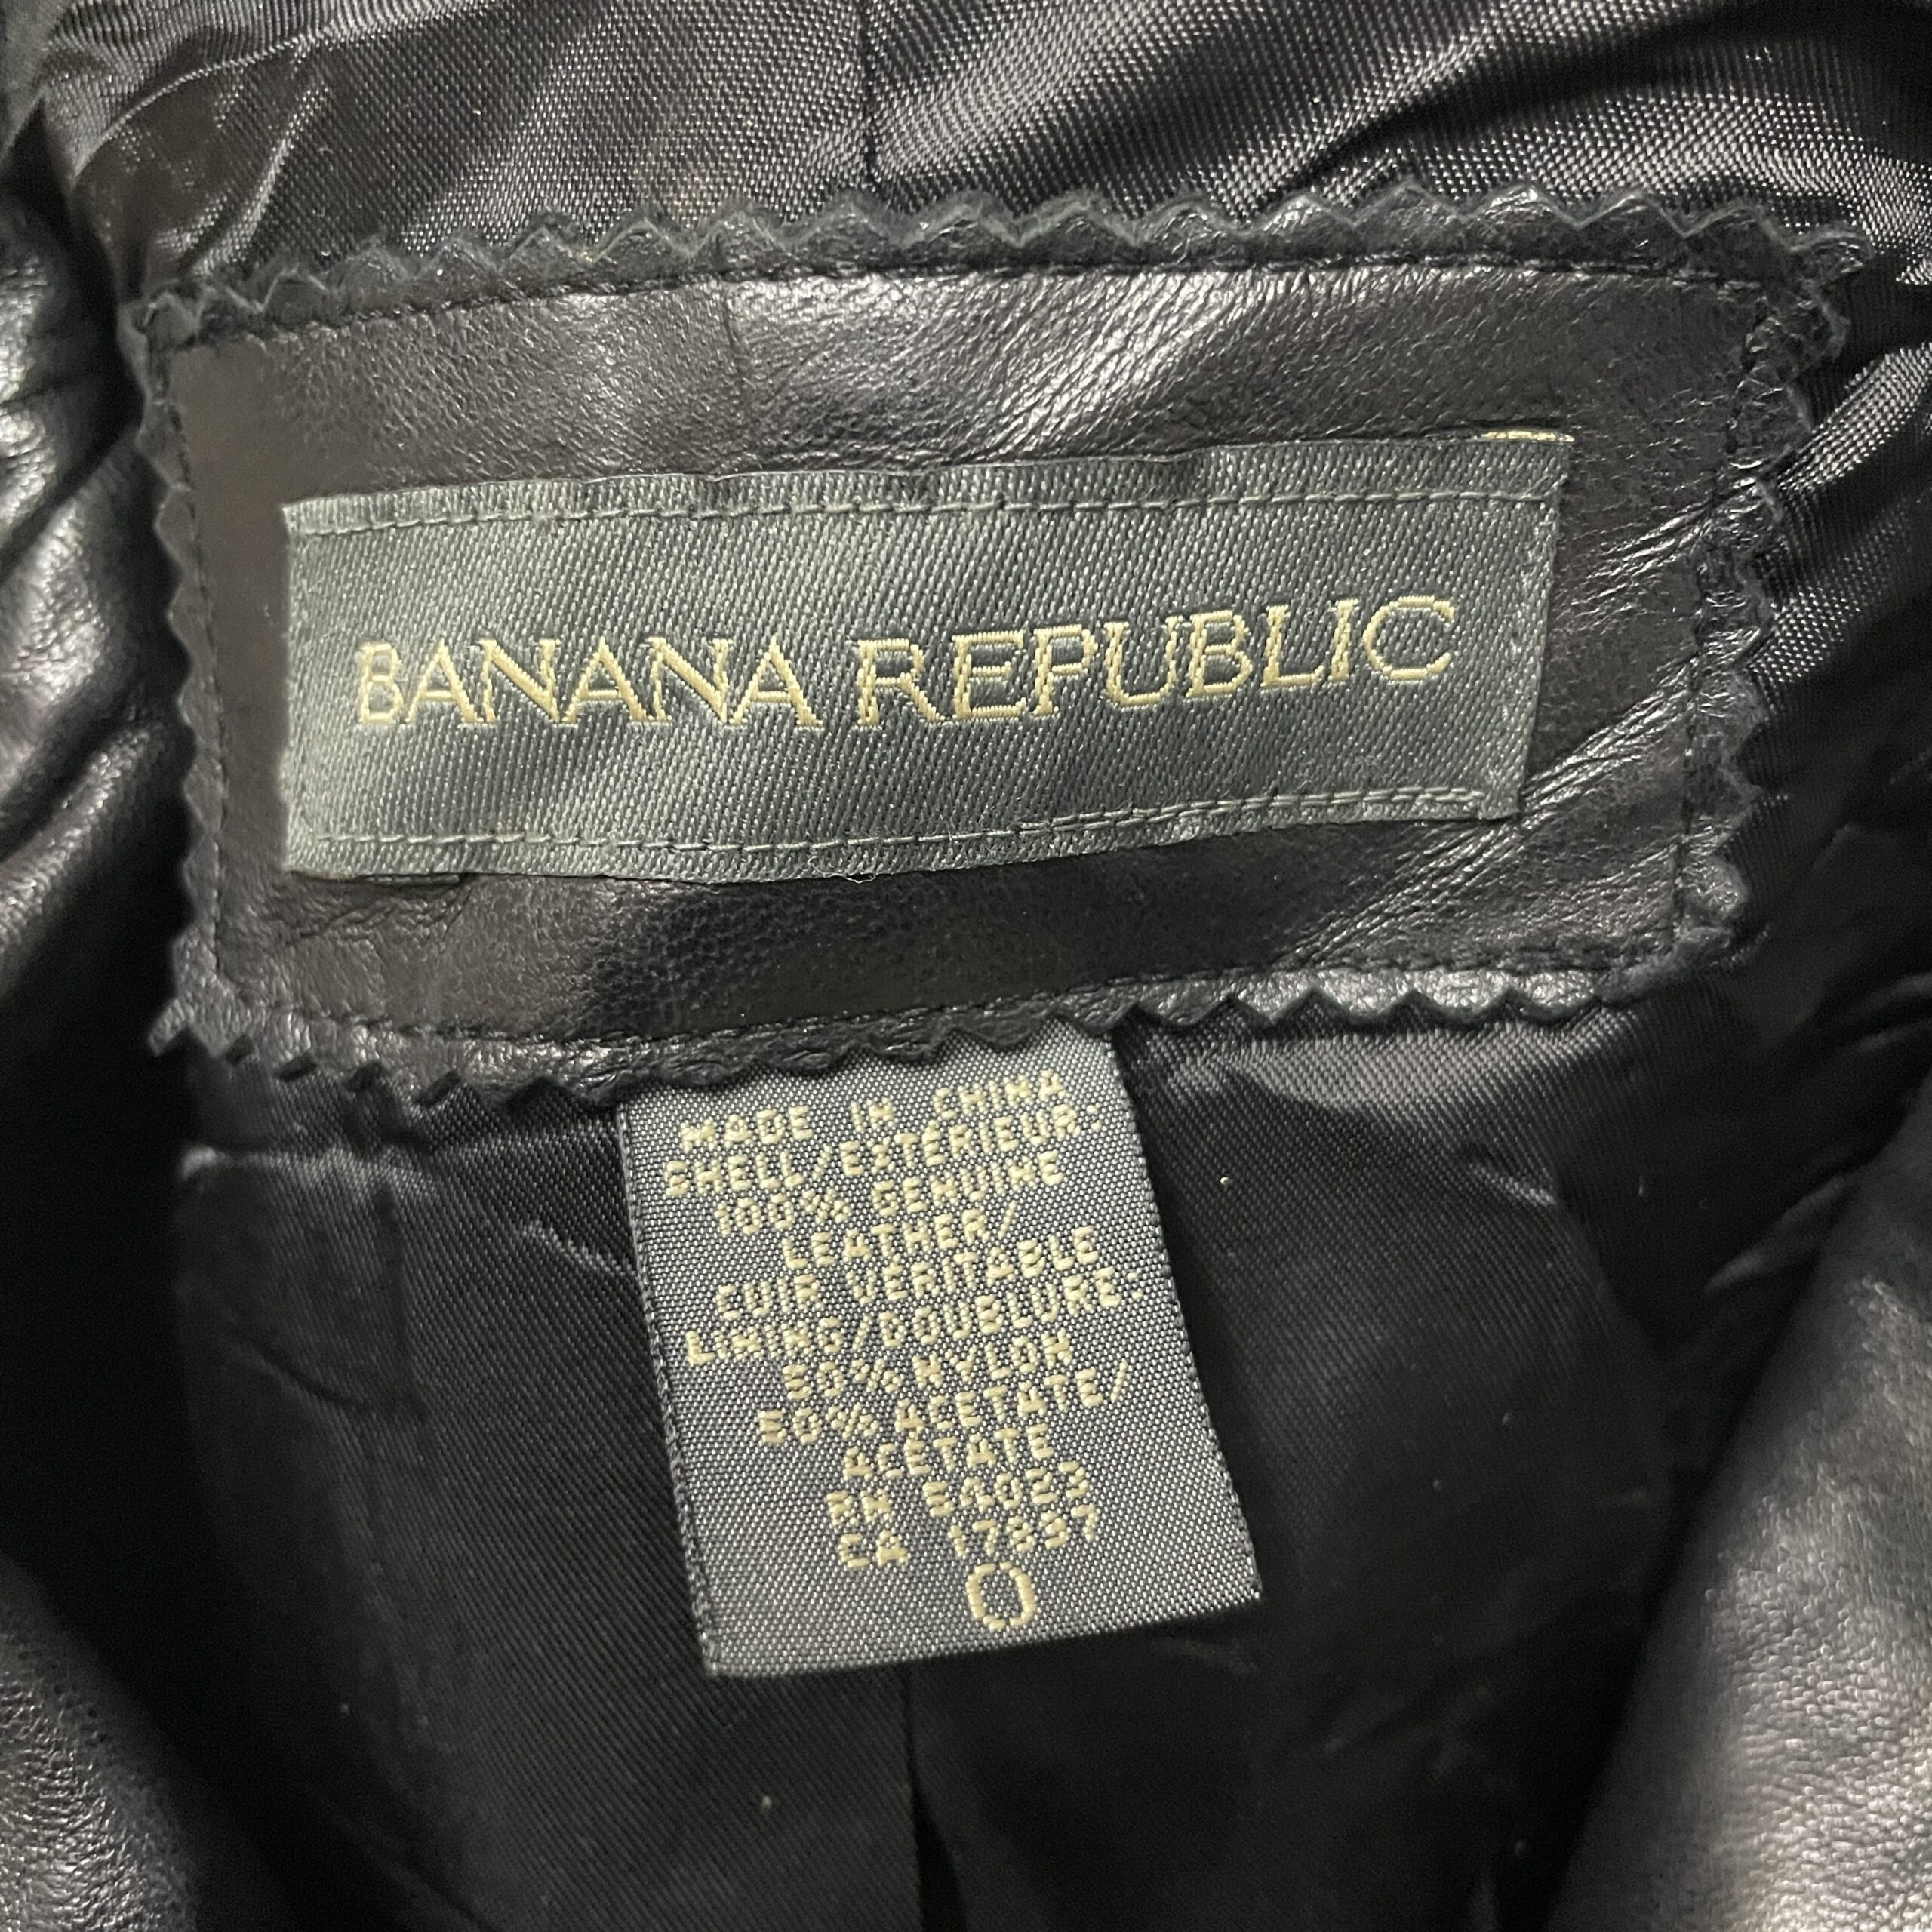 BANANA REPUBLIC
MADE IN CHINA
SHELL/EXTÉRIEUR:
100% GENUINE
LEATHER/
CUIR VERITABLE
LINING/DOUBLURE:
50% NYLON
50% ACETATE/
ACÉTATE
RN 54023
CA 17897
0